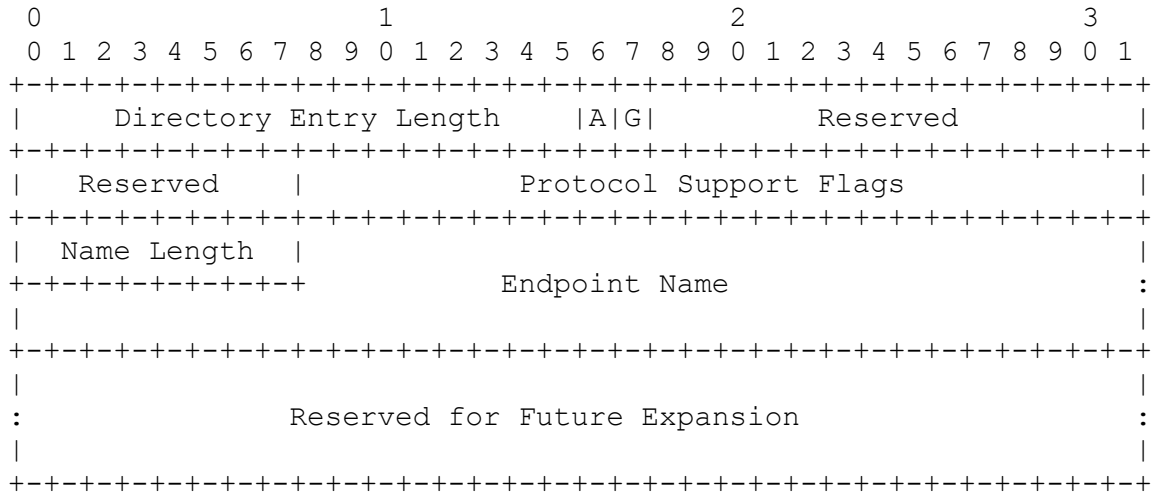 0                   1                   2                   3
 0 1 2 3 4 5 6 7 8 9 0 1 2 3 4 5 6 7 8 9 0 1 2 3 4 5 6 7 8 9 0 1
+-+-+-+-+-+-+-+-+-+-+-+-+-+-+-+-+-+-+-+-+-+-+-+-+-+-+-+-+-+-+-+-+
|     Directory Entry Length    |A|G|         Reserved          |
+-+-+-+-+-+-+-+-+-+-+-+-+-+-+-+-+-+-+-+-+-+-+-+-+-+-+-+-+-+-+-+-+
|   Reserved    |            Protocol Support Flags             |
+-+-+-+-+-+-+-+-+-+-+-+-+-+-+-+-+-+-+-+-+-+-+-+-+-+-+-+-+-+-+-+-+
|  Name Length  |                                               |
+-+-+-+-+-+-+-+-+           Endpoint Name                       :
|                                                               |
+-+-+-+-+-+-+-+-+-+-+-+-+-+-+-+-+-+-+-+-+-+-+-+-+-+-+-+-+-+-+-+-+
|                                                               |
:               Reserved for Future Expansion                   :
|                                                               |
+-+-+-+-+-+-+-+-+-+-+-+-+-+-+-+-+-+-+-+-+-+-+-+-+-+-+-+-+-+-+-+-+